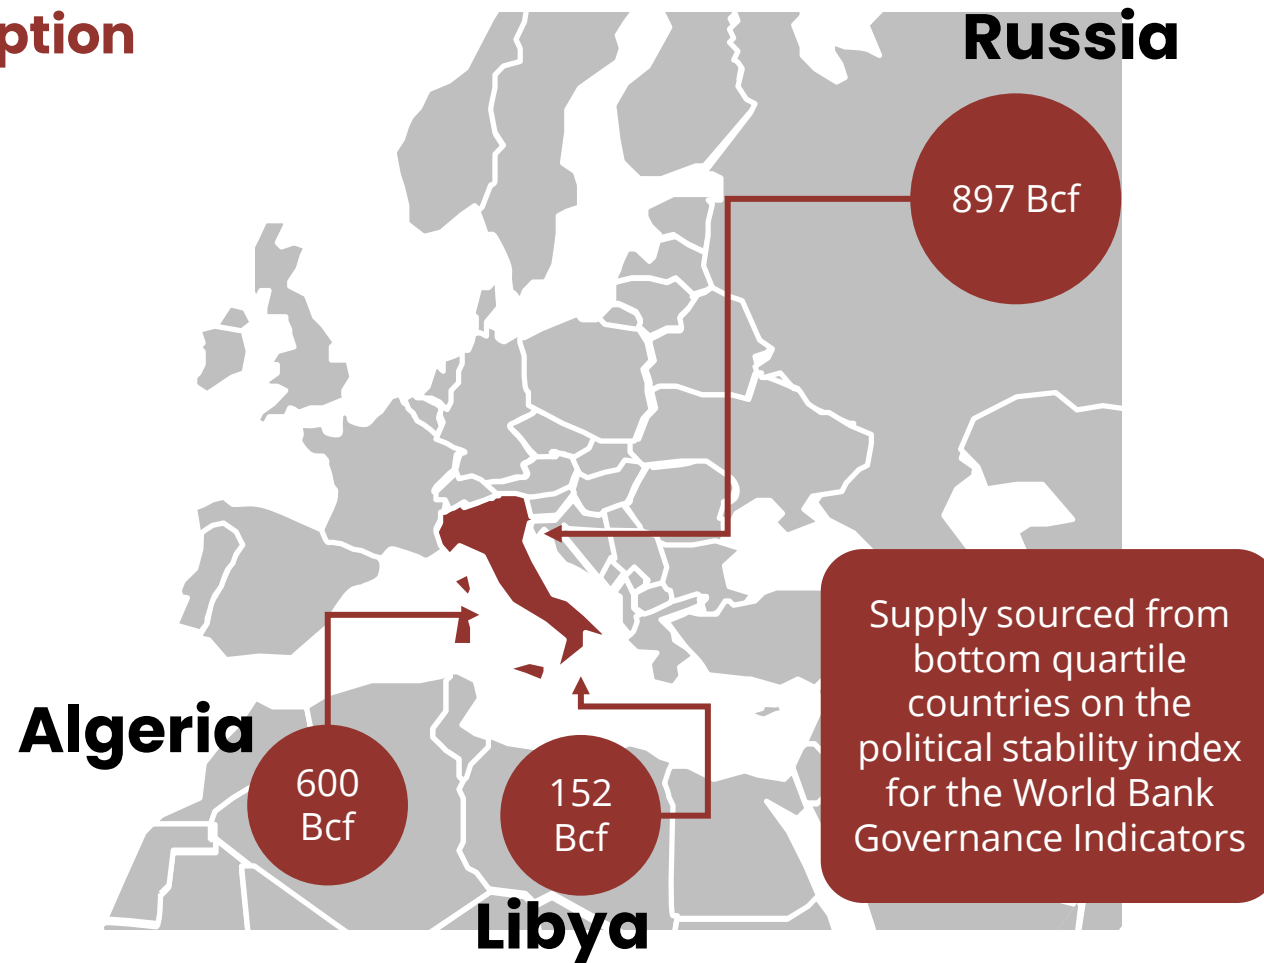 ption
Russia
897 Bcf
Supply sourced from
bottom quartile
countries on the
political stability index
for the World Bank
Governance Indicators
Algeria
600
Bcf
152
Bcf
Libya